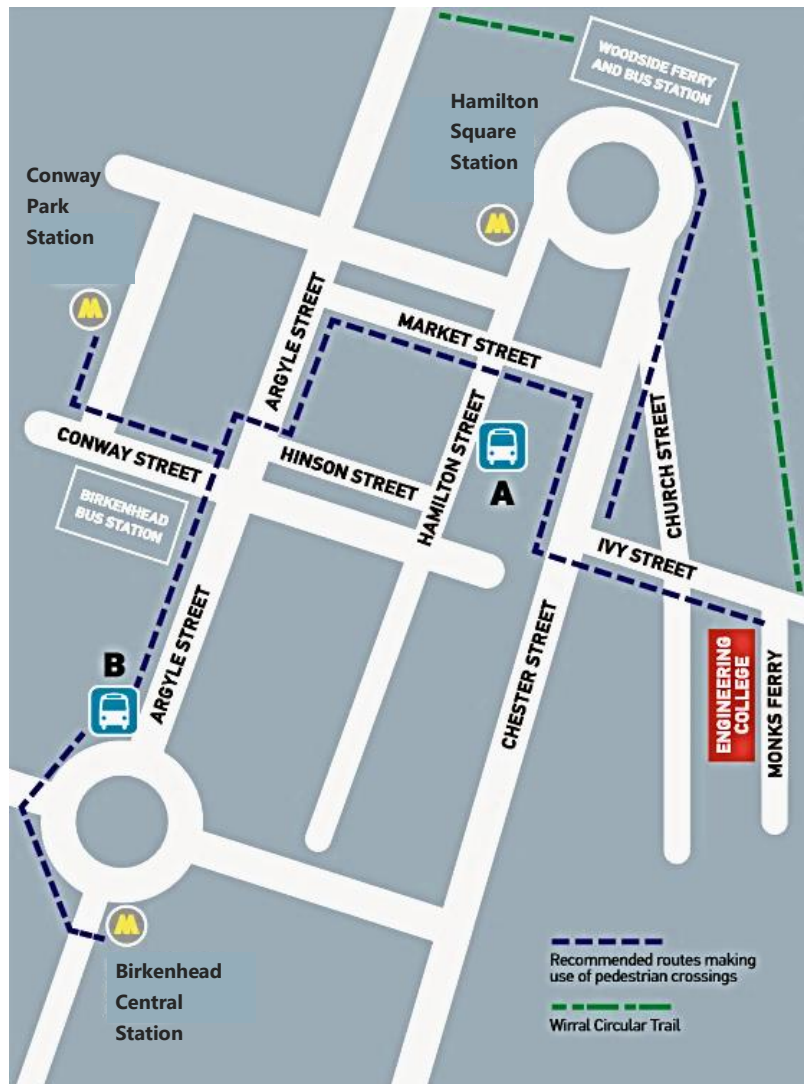 WOODSIDE FERRY
AND BUS STATION
Hamilton
Square
Station
Conway
Park
Station
M
M
ARGYLE STREET
MARKET STREET
CONWAY STREET
HINSON STREET
HAMILTON STREET
A
CHURCH STREET
BIRKENHEAD
BUS STATION
IVY STREET
ARGYLE STREET
CHESTER STREET
B
ENGINEERING
COLLEGE
MONKS FERRY
M
Birkenhead
Central
Station
Recommended routes making
use of pedestrian crossings
Wirral Circular Trail